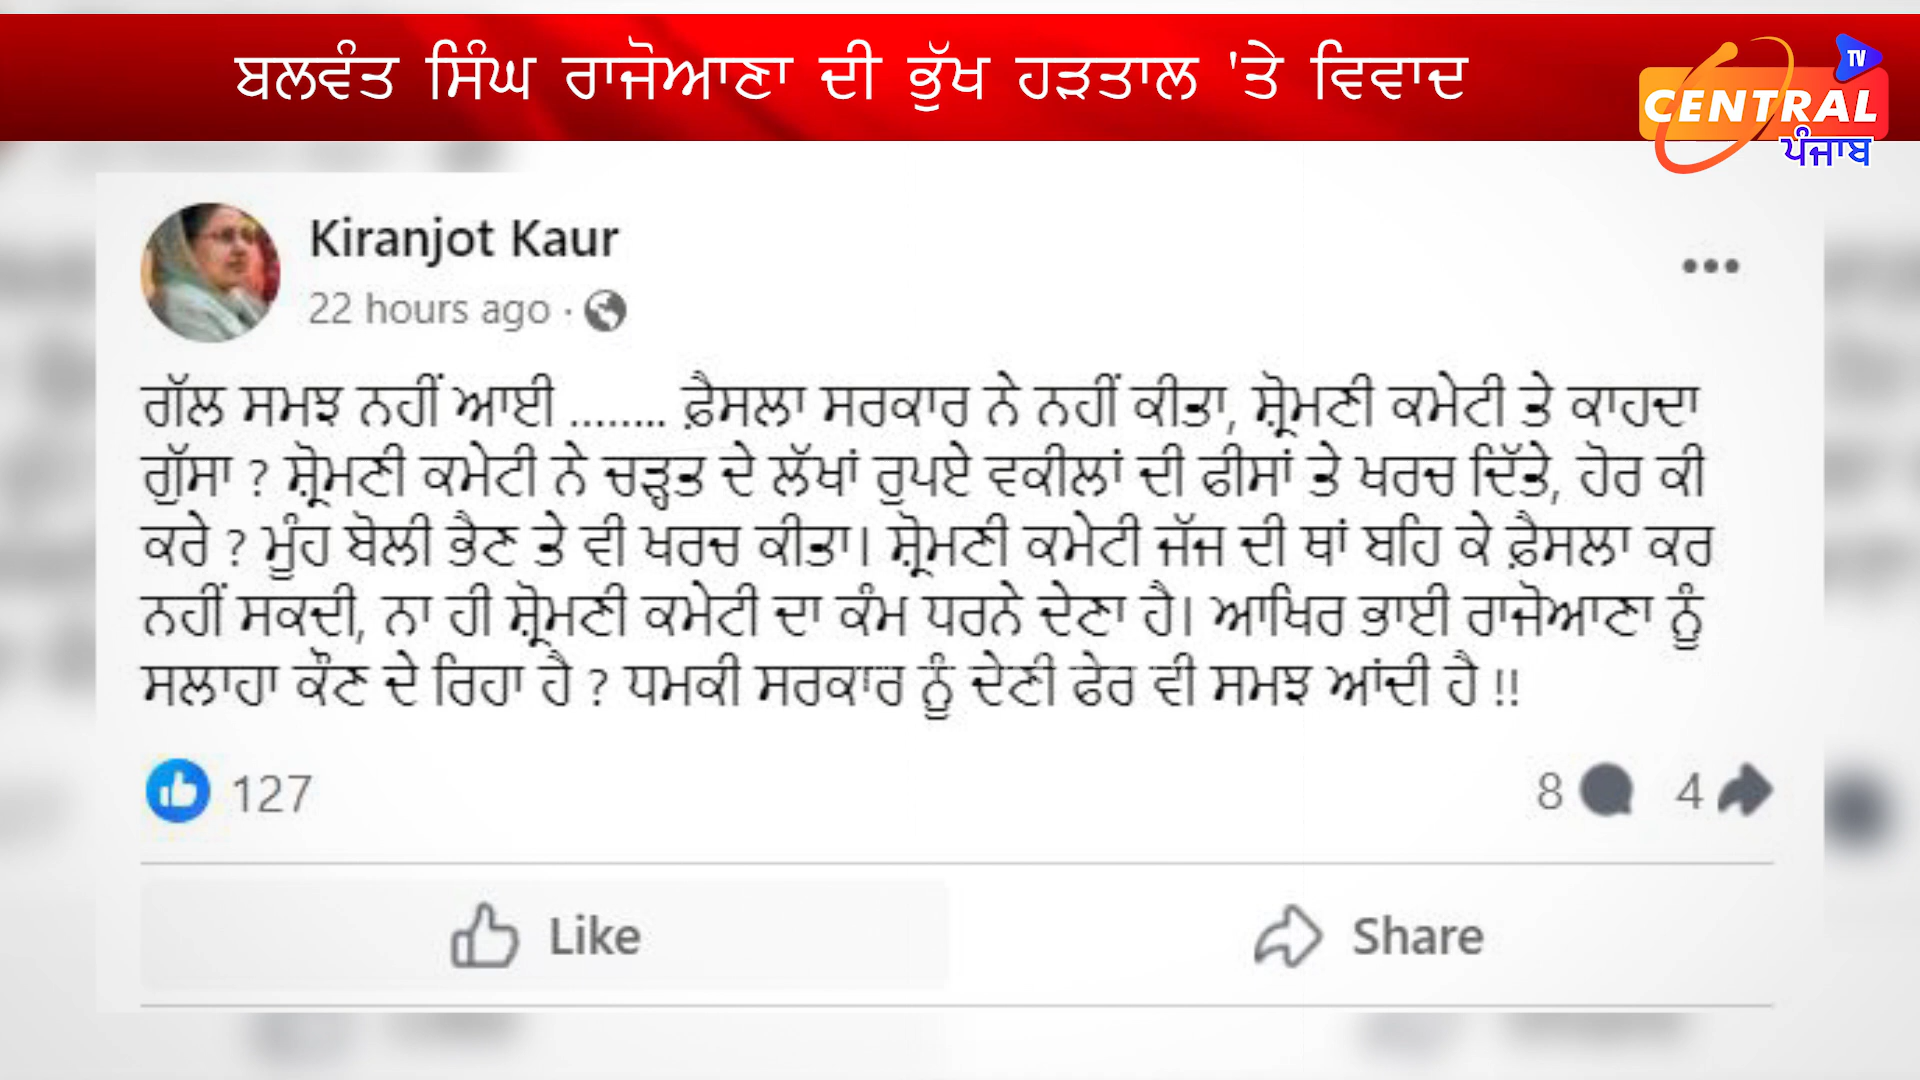 ਬਲਵੰਤ ਸਿੰਘ ਰਾਜੋਆਣਾ ਦੀ ਭੁੱਖ ਹੜਤਾਲ 'ਤੇ ਵਿਵਾਦ
TV
CENTRAL
ਪੰਜਾਬ
Kiranjot Kaur
22 hours ago ·
ਗੱਲ ਸਮਝ ਨਹੀਂ ਆਈ ........ ਫ਼ੈਸਲਾ ਸਰਕਾਰ ਨੇ ਨਹੀਂ ਕੀਤਾ, ਸ਼੍ਰੋਮਣੀ ਕਮੇਟੀ ਤੇ ਕਾਹਦਾ
ਗੁੱਸਾ ? ਸ਼੍ਰੋਮਣੀ ਕਮੇਟੀ ਨੇ ਚੜ੍ਹਤ ਦੇ ਲੱਖਾਂ ਰੁਪਏ ਵਕੀਲਾਂ ਦੀ ਫੀਸਾਂ ਤੇ ਖਰਚ ਦਿੱਤੇ, ਹੋਰ ਕੀ
ਕਰੇ ? ਮੂੰਹ ਬੋਲੀ ਭੈਣ ਤੇ ਵੀ ਖਰਚ ਕੀਤਾ। ਸ਼੍ਰੋਮਣੀ ਕਮੇਟੀ ਜੱਜ ਦੀ ਥਾਂ ਬਹਿ ਕੇ ਫ਼ੈਸਲਾ ਕਰ
ਨਹੀਂ ਸਕਦੀ, ਨਾ ਹੀ ਸ਼੍ਰੋਮਣੀ ਕਮੇਟੀ ਦਾ ਕੰਮ ਧਰਨੇ ਦੇਣਾ ਹੈ। ਆਖਿਰ ਭਾਈ ਰਾਜੋਆਣਾ ਨੂੰ
ਸਲਾਹਾ ਕੌਣ ਦੇ ਰਿਹਾ ਹੈ ? ਧਮਕੀ ਸਰਕਾਰ ਨੂੰ ਦੇਣੀ ਫੇਰ ਵੀ ਸਮਝ ਆਂਦੀ ਹੈ !!
127
8 4
Like
Share